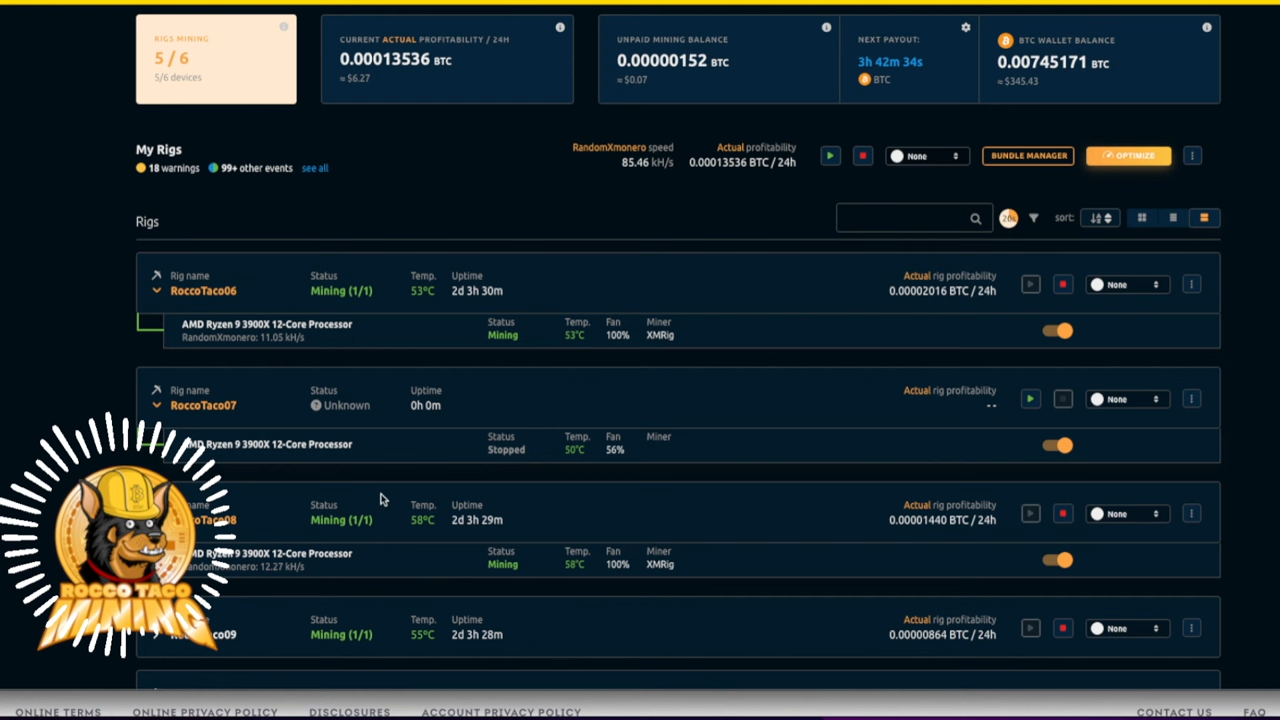 RIGS MINING
5 / 6
5/6 devices
CURRENT ACTUAL PROFITABILITY / 24H
0.00013536 BTC
≈ $6.27
UNPAID MINING BALANCE
0.00000152 BTC
≈ $0.07
NEXT PAYOUT:
3h 42m 34s
BTC
BTC WALLET BALANCE
0.00745171 BTC
≈ $345.43
My Rigs
18 warnings 99+ other events see all
RandomXmonero speed
85.46 kH/s
Actual profitability
0.00013536 BTC / 24h
None
BUNDLE MANAGER
OPTIMIZE
Rigs
sort:
Rig name Status Temp. Uptime Actual rig profitability
RoccoTaco06 Mining (1/1) 53°C 2d 3h 30m 0.00002016 BTC / 24h None
AMD Ryzen 9 3900X 12-Core Processor Status Temp. Fan Miner
RandomXmonero: 11.05 kH/s Mining 53°C 100% XMRig
Rig name Status Uptime Actual rig profitability
RoccoTaco07 Unknown 0h 0m -- None
AMD Ryzen 9 3900X 12-Core Processor Status Temp. Fan Miner
Stopped 50°C 56%
name Status Temp. Uptime Actual rig profitability
Taco08 Mining (1/1) 58°C 2d 3h 29m 0.00001440 BTC / 24h None
MD Ryzen 9 3900X 12-Core Processor Status Temp. Fan Miner
andomXmonero: 12.27 kH/s Mining 58°C 100% XMRig
Status Temp. Uptime Actual rig profitability
Taco09 Mining (1/1) 55°C 2d 3h 28m 0.00000864 BTC / 24h None
ROCCO TACO
MINING
ONLINE TERMS ONLINE PRIVACY POLICY DISCLOSURES ACCOUNT PRIVACY POLICY CONTACT US FAQ